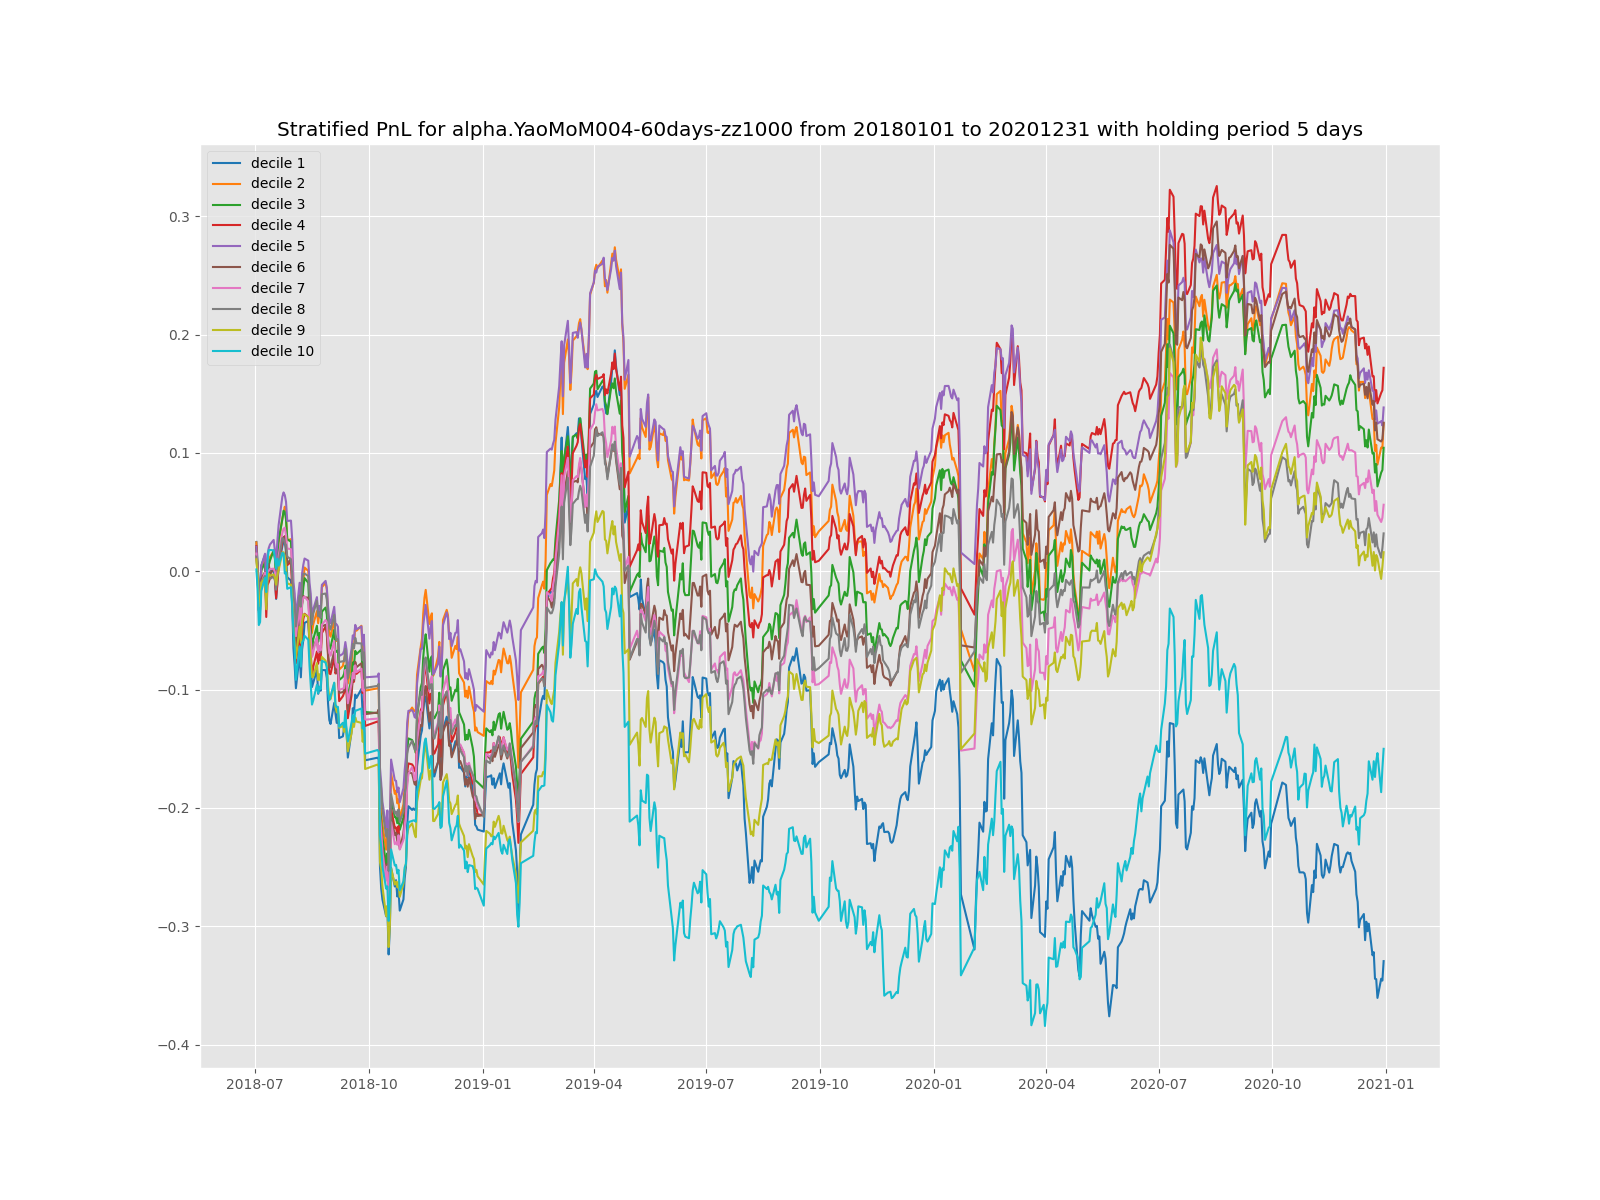 Stratified PnL for alpha.YaoMoM004-60days-zz1000 from 20180101 to 20201231 with holding period 5 days
decile 1
decile 2
decile 3
decile 4
decile 5
decile 6
decile 7
decile 8
decile 9
decile 10
0.3
0.2
0.1
0.0
−0.1
−0.2
−0.3
−0.4
2018-07 2018-10 2019-01 2019-04 2019-07 2019-10 2020-01 2020-04 2020-07 2020-10 2021-01